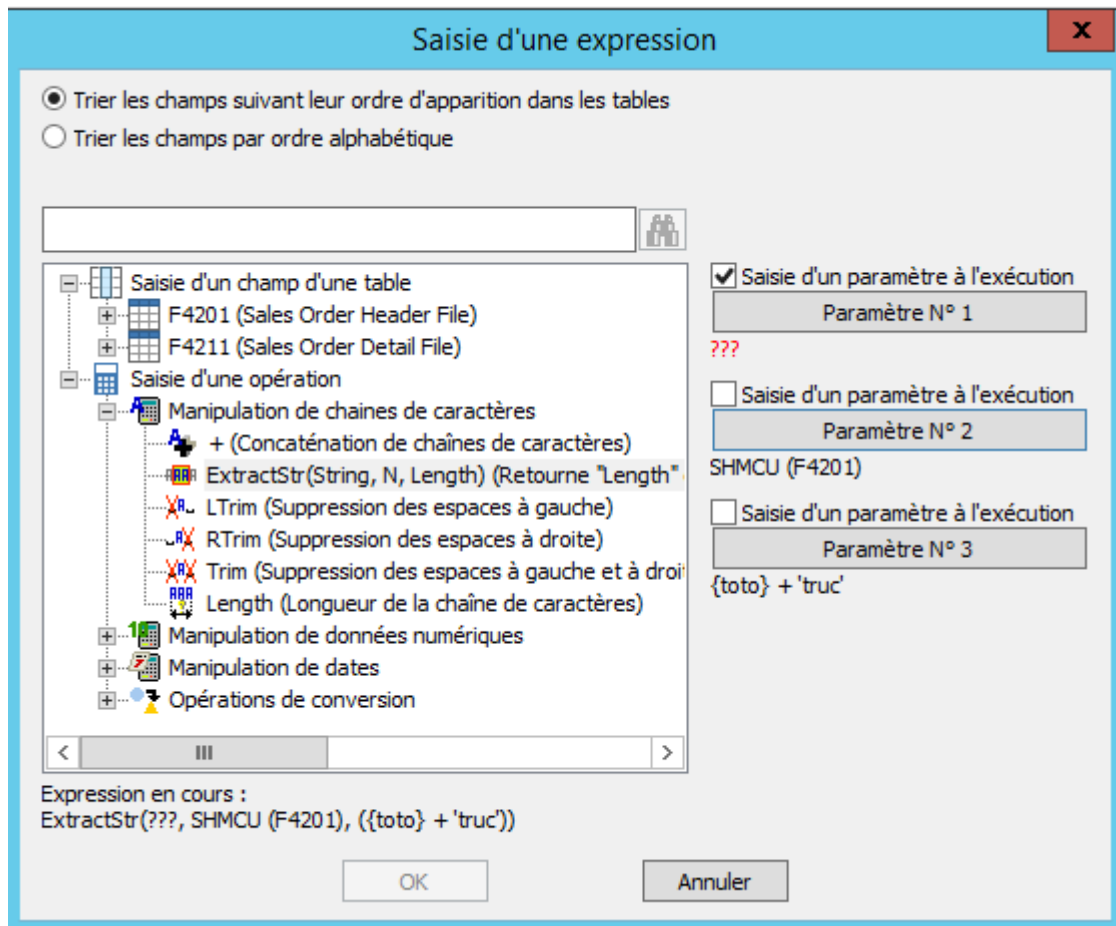 Saisie d'une expression
x
Trier les champs suivant leur ordre d'apparition dans les tables
Trier les champs par ordre alphabétique
Saisie d'un champ d'une table
F4201 (Sales Order Header File)
F4211 (Sales Order Detail File)
Saisie d'une opération
Manipulation de chaines de caractères
+ (Concaténation de chaînes de caractères)
ExtractStr(String, N, Length) (Retourne "Length"
LTrim (Suppression des espaces à gauche)
RTrim (Suppression des espaces à droite)
Trim (Suppression des espaces à gauche et à droi
Length (Longueur de la chaîne de caractères)
Manipulation de données numériques
Manipulation de dates
Opérations de conversion
Saisie d'un paramètre à l'exécution
Paramètre N° 1
???
Saisie d'un paramètre à l'exécution
Paramètre N° 2
SHMCU (F4201)
Saisie d'un paramètre à l'exécution
Paramètre N° 3
{toto} + 'truc'
Expression en cours :
ExtractStr(???, SHMCU (F4201), ({toto} + 'truc'))
OK
Annuler